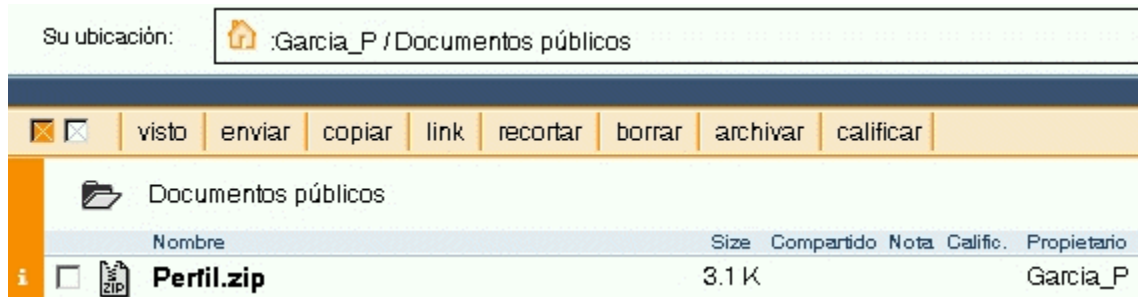 Su ubicación: :Garcia_P / Documentos públicos
visto enviar copiar link recortar borrar archivar calificar
Documentos públicos
Nombre Size Compartido Nota Calific. Propietario
i ZIP Perfil.zip 3.1 K Garcia_P